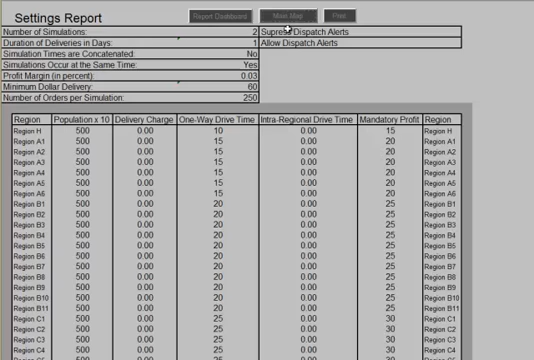 Settings Report
Report Dashboard Main Map Print
Number of Simulations: 2 Supress Dispatch Alerts
Duration of Deliveries in Days: 1 Allow Dispatch Alerts
Simulation Times are Concatenated: No
Simulations Occur at the Same Time: Yes
Profit Margin (in percent): 0.03
Minimum Dollar Delivery: 60
Number of Orders per Simulation: 250
Region Population x 10 Delivery Charge One-Way Drive Time Intra-Regional Drive Time Mandatory Profit Region
Region H 500 0.00 10 0.00 15 Region H
Region A1 500 0.00 15 0.00 20 Region A1
Region A2 500 0.00 15 0.00 20 Region A2
Region A3 500 0.00 15 0.00 20 Region A3
Region A4 500 0.00 15 0.00 20 Region A4
Region A5 500 0.00 15 0.00 20 Region A5
Region A6 500 0.00 15 0.00 20 Region A6
Region B1 500 0.00 20 0.00 25 Region B1
Region B2 500 0.00 20 0.00 25 Region B2
Region B3 500 0.00 20 0.00 25 Region B3
Region B4 500 0.00 20 0.00 25 Region B4
Region B5 500 0.00 20 0.00 25 Region B5
Region B6 500 0.00 20 0.00 25 Region B6
Region B7 500 0.00 20 0.00 25 Region B7
Region B8 500 0.00 20 0.00 25 Region B8
Region B9 500 0.00 20 0.00 25 Region B9
Region B10 500 0.00 20 0.00 25 Region B10
Region B11 500 0.00 20 0.00 25 Region B11
Region C1 500 0.00 25 0.00 30 Region C1
Region C2 500 0.00 25 0.00 30 Region C2
Region C3 500 0.00 25 0.00 30 Region C3
Region C4 500 0.00 25 0.00 30 Region C4